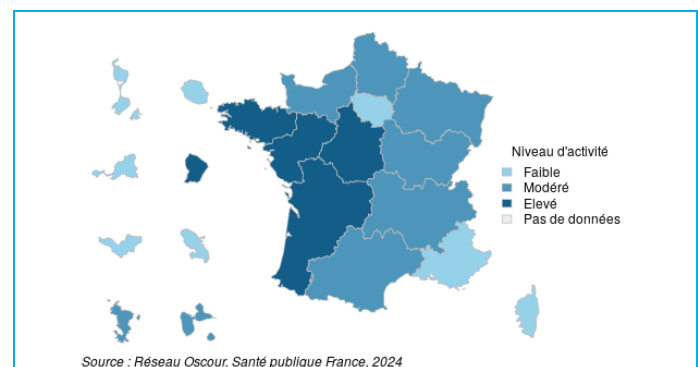 Niveau d'activité
Faible
Modéré
Elevé
Pas de données
Source : Réseau Oscour, Santé publique France, 2024